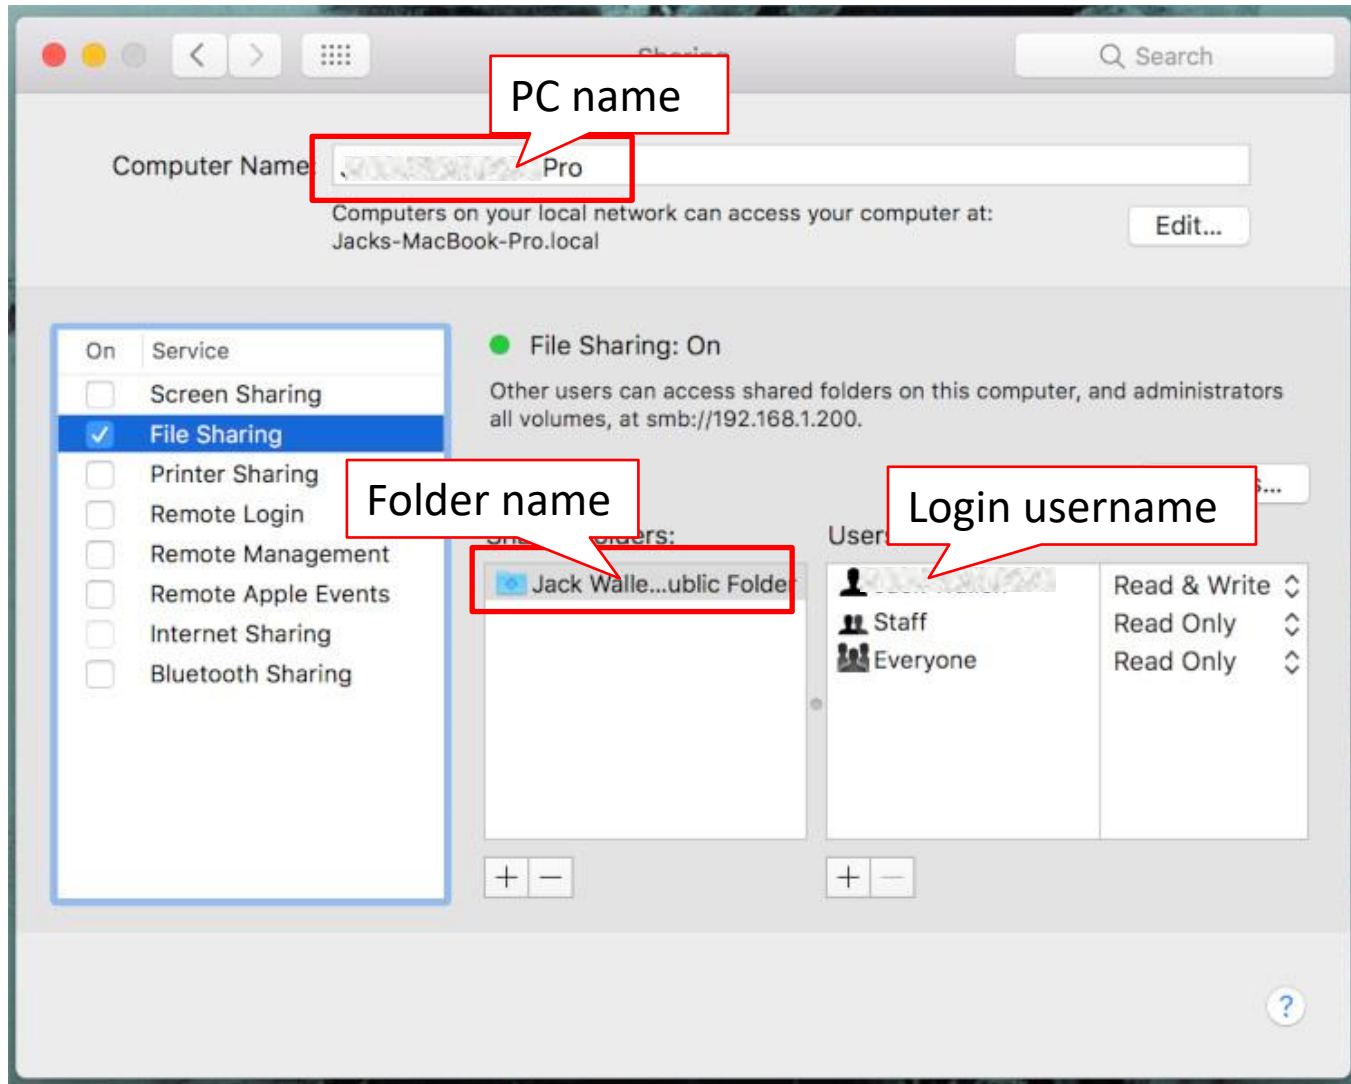 Search
PC name
Computer Name:
Pro
Computers on your local network can access your computer at:
Jacks-MacBook-Pro.local
Edit...
On Service
File Sharing: On
Screen Sharing
Other users can access shared folders on this computer, and administrators
all volumes, at smb://192.168.1.200.
File Sharing
Printer Sharing
Remote Login
Remote Management
Remote Apple Events
Internet Sharing
Bluetooth Sharing
Folder name
Login username
Jack Walle...ublic Folder
Read & Write
Staff Read Only
Everyone Read Only
?